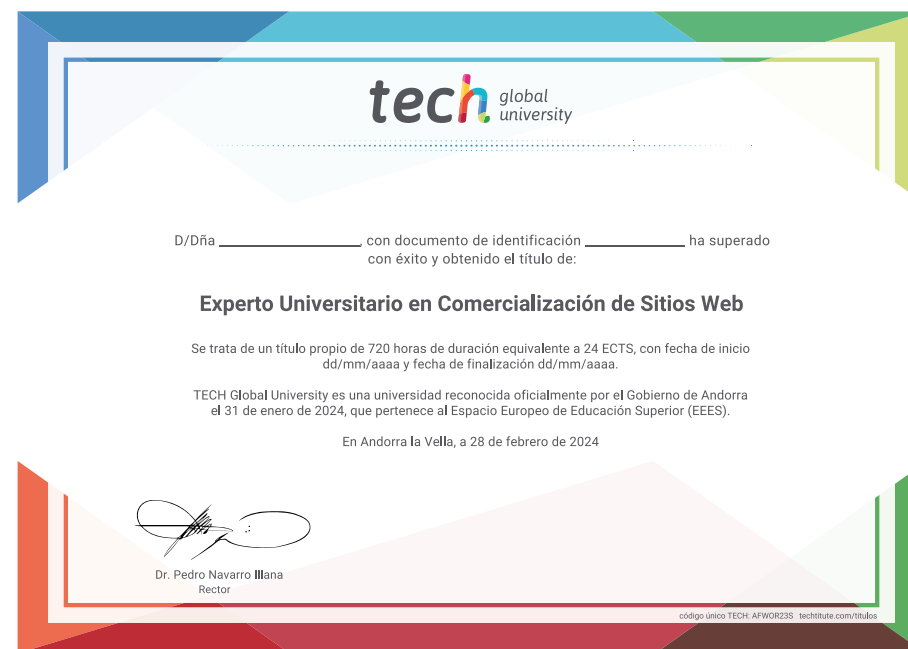 tech global university
D/Dña ____________________, con documento de identificación ______________ ha superado
con éxito y obtenido el título de:
Experto Universitario en Comercialización de Sitios Web
Se trata de un título propio de 720 horas de duración equivalente a 24 ECTS, con fecha de inicio
dd/mm/aaaa y fecha de finalización dd/mm/aaaa.
TECH Global University es una universidad reconocida oficialmente por el Gobierno de Andorra
el 31 de enero de 2024, que pertenece al Espacio Europeo de Educación Superior (EEES).
En Andorra la Vella, a 28 de febrero de 2024
Dr. Pedro Navarro Illana
Rector
código único TECH: AFWOR23S techtitute.com/titulos